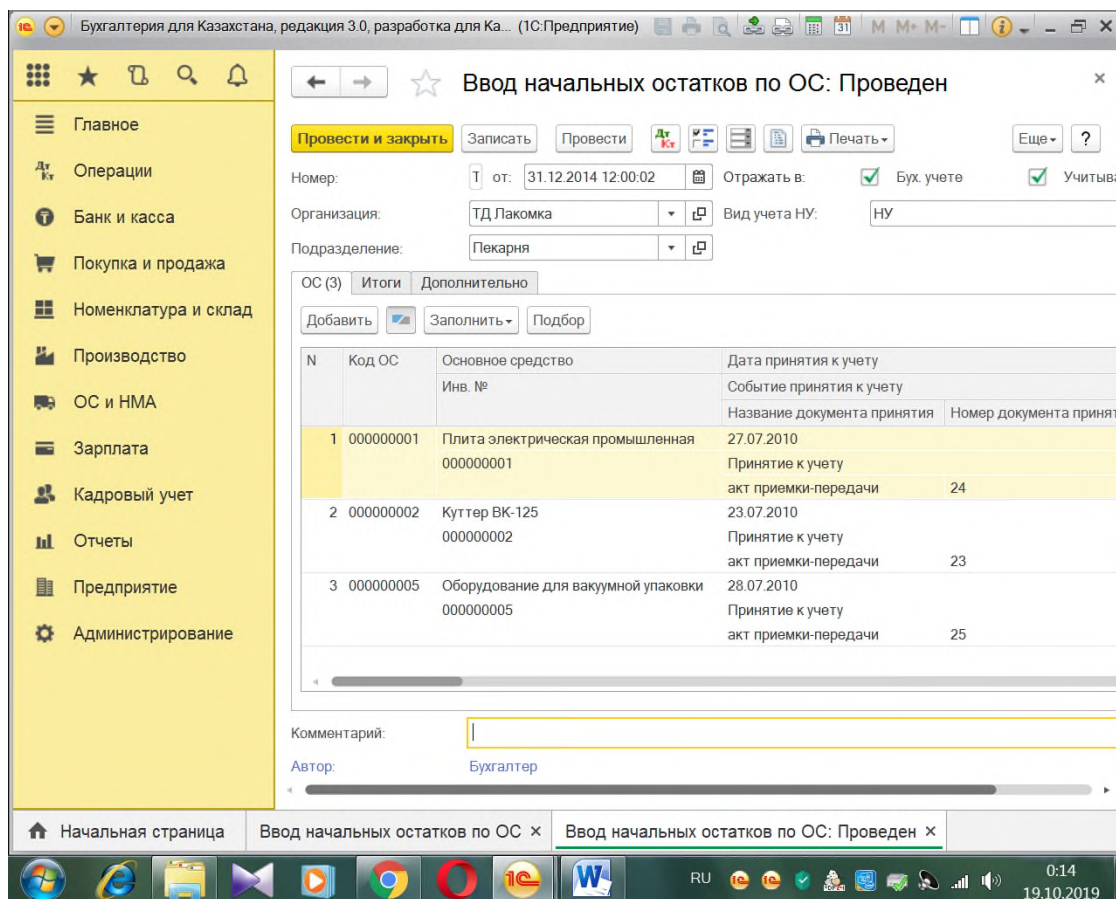 Бухгалтерия для Казахстана, редакция 3.0, разработка для Ка... (1С:Предприятие) 31 M M+ M-
Главное
Операции
Банк и касса
Покупка и продажа
Номенклатура и склад
Производство
ОС и НМА
Зарплата
Кадровый учет
Отчеты
Предприятие
Администрирование
Ввод начальных остатков по ОС: Проведен
Провести и закрыть Записать Провести Дт Кт Печать Еще ?
Номер: Т от: 31.12.2014 12:00:02 Отражать в: Бух. учете Учитыва
Организация: ТД Лакомка Вид учета НУ: НУ
Подразделение: Пекарня
ОС (3) Итоги Дополнительно
Добавить Заполнить Подбор
N Код ОС Основное средство Дата принятия к учету
Инв. № Событие принятия к учету
Название документа принятия Номер документа принят
1 000000001 Плита электрическая промышленная 27.07.2010
000000001 Принятие к учету
акт приемки-передачи 24
2 000000002 Куттер ВК-125 23.07.2010
000000002 Принятие к учету
акт приемки-передачи 23
3 000000005 Оборудование для вакуумной упаковки 28.07.2010
000000005 Принятие к учету
акт приемки-передачи 25
Комментарий:
Автор: Бухгалтер
Начальная страница Ввод начальных остатков по ОС × Ввод начальных остатков по ОС: Проведен ×
RU 0:14
19.10.2019